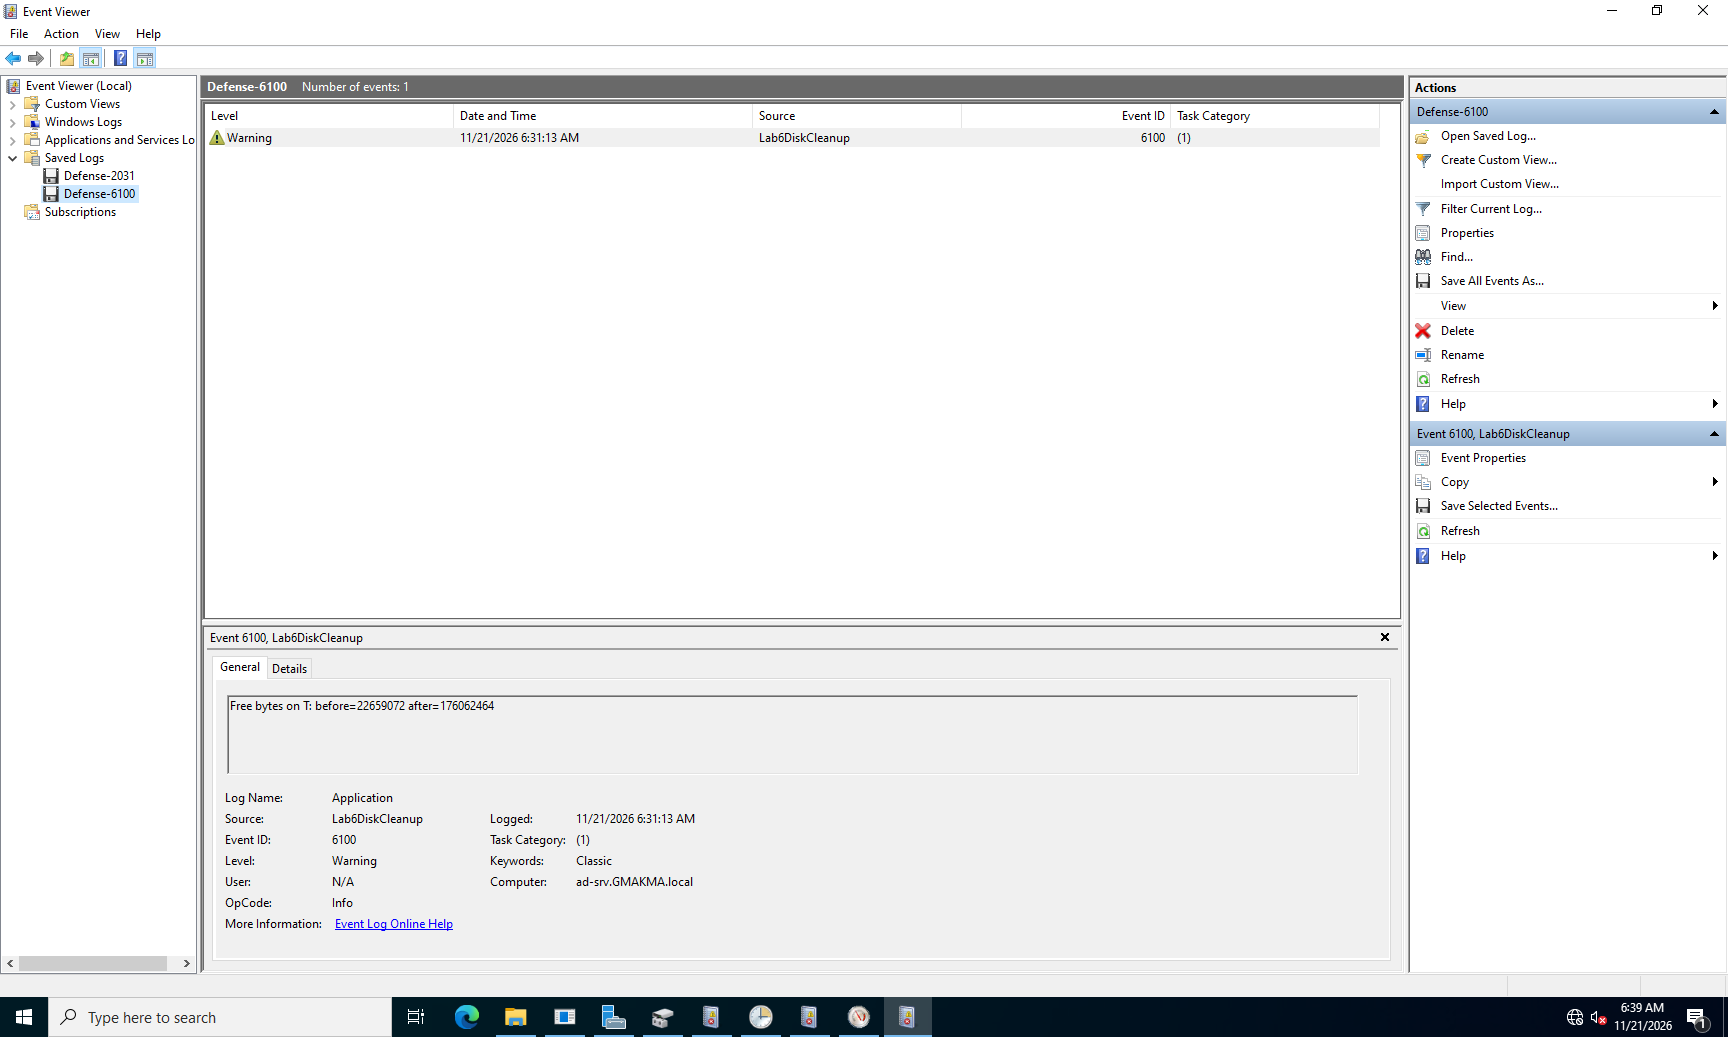 Event Viewer
File Action View Help
Event Viewer (Local)
Custom Views
Windows Logs
Applications and Services Lo
Saved Logs
Defense-2031
Defense-6100
Subscriptions
Defense-6100 Number of events: 1
Level Date and Time Source Event ID Task Category
Warning 11/21/2026 6:31:13 AM Lab6DiskCleanup 6100 (1)
Event 6100, Lab6DiskCleanup
General Details
Free bytes on T: before=22659072 after=176062464
Log Name: Application
Source: Lab6DiskCleanup Logged: 11/21/2026 6:31:13 AM
Event ID: 6100 Task Category: (1)
Level: Warning Keywords: Classic
User: N/A Computer: ad-srv.GMAKMA.local
OpCode: Info
More Information: Event Log Online Help
Actions
Defense-6100
Open Saved Log...
Create Custom View...
Import Custom View...
Filter Current Log...
Properties
Find...
Save All Events As...
View
Delete
Rename
Refresh
Help
Event 6100, Lab6DiskCleanup
Event Properties
Copy
Save Selected Events...
Refresh
Help
Type here to search
6:39 AM
11/21/2026
1